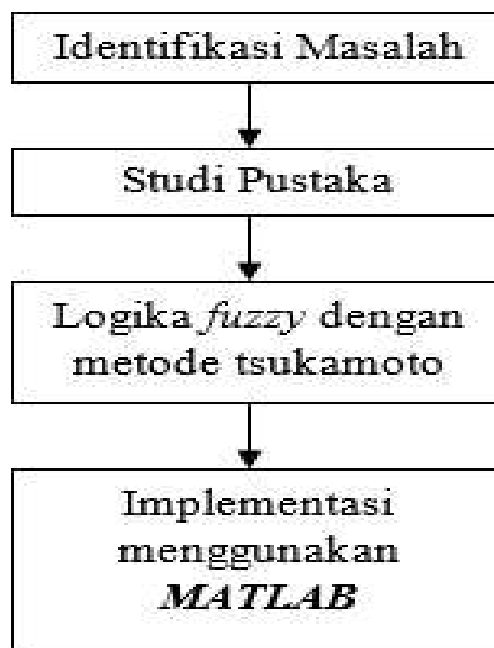 Identifikasi Masalah
Studi Pustaka
Logika fuzzy dengan
metode tsukamoto
Implementasi
menggunakan
MATLAB